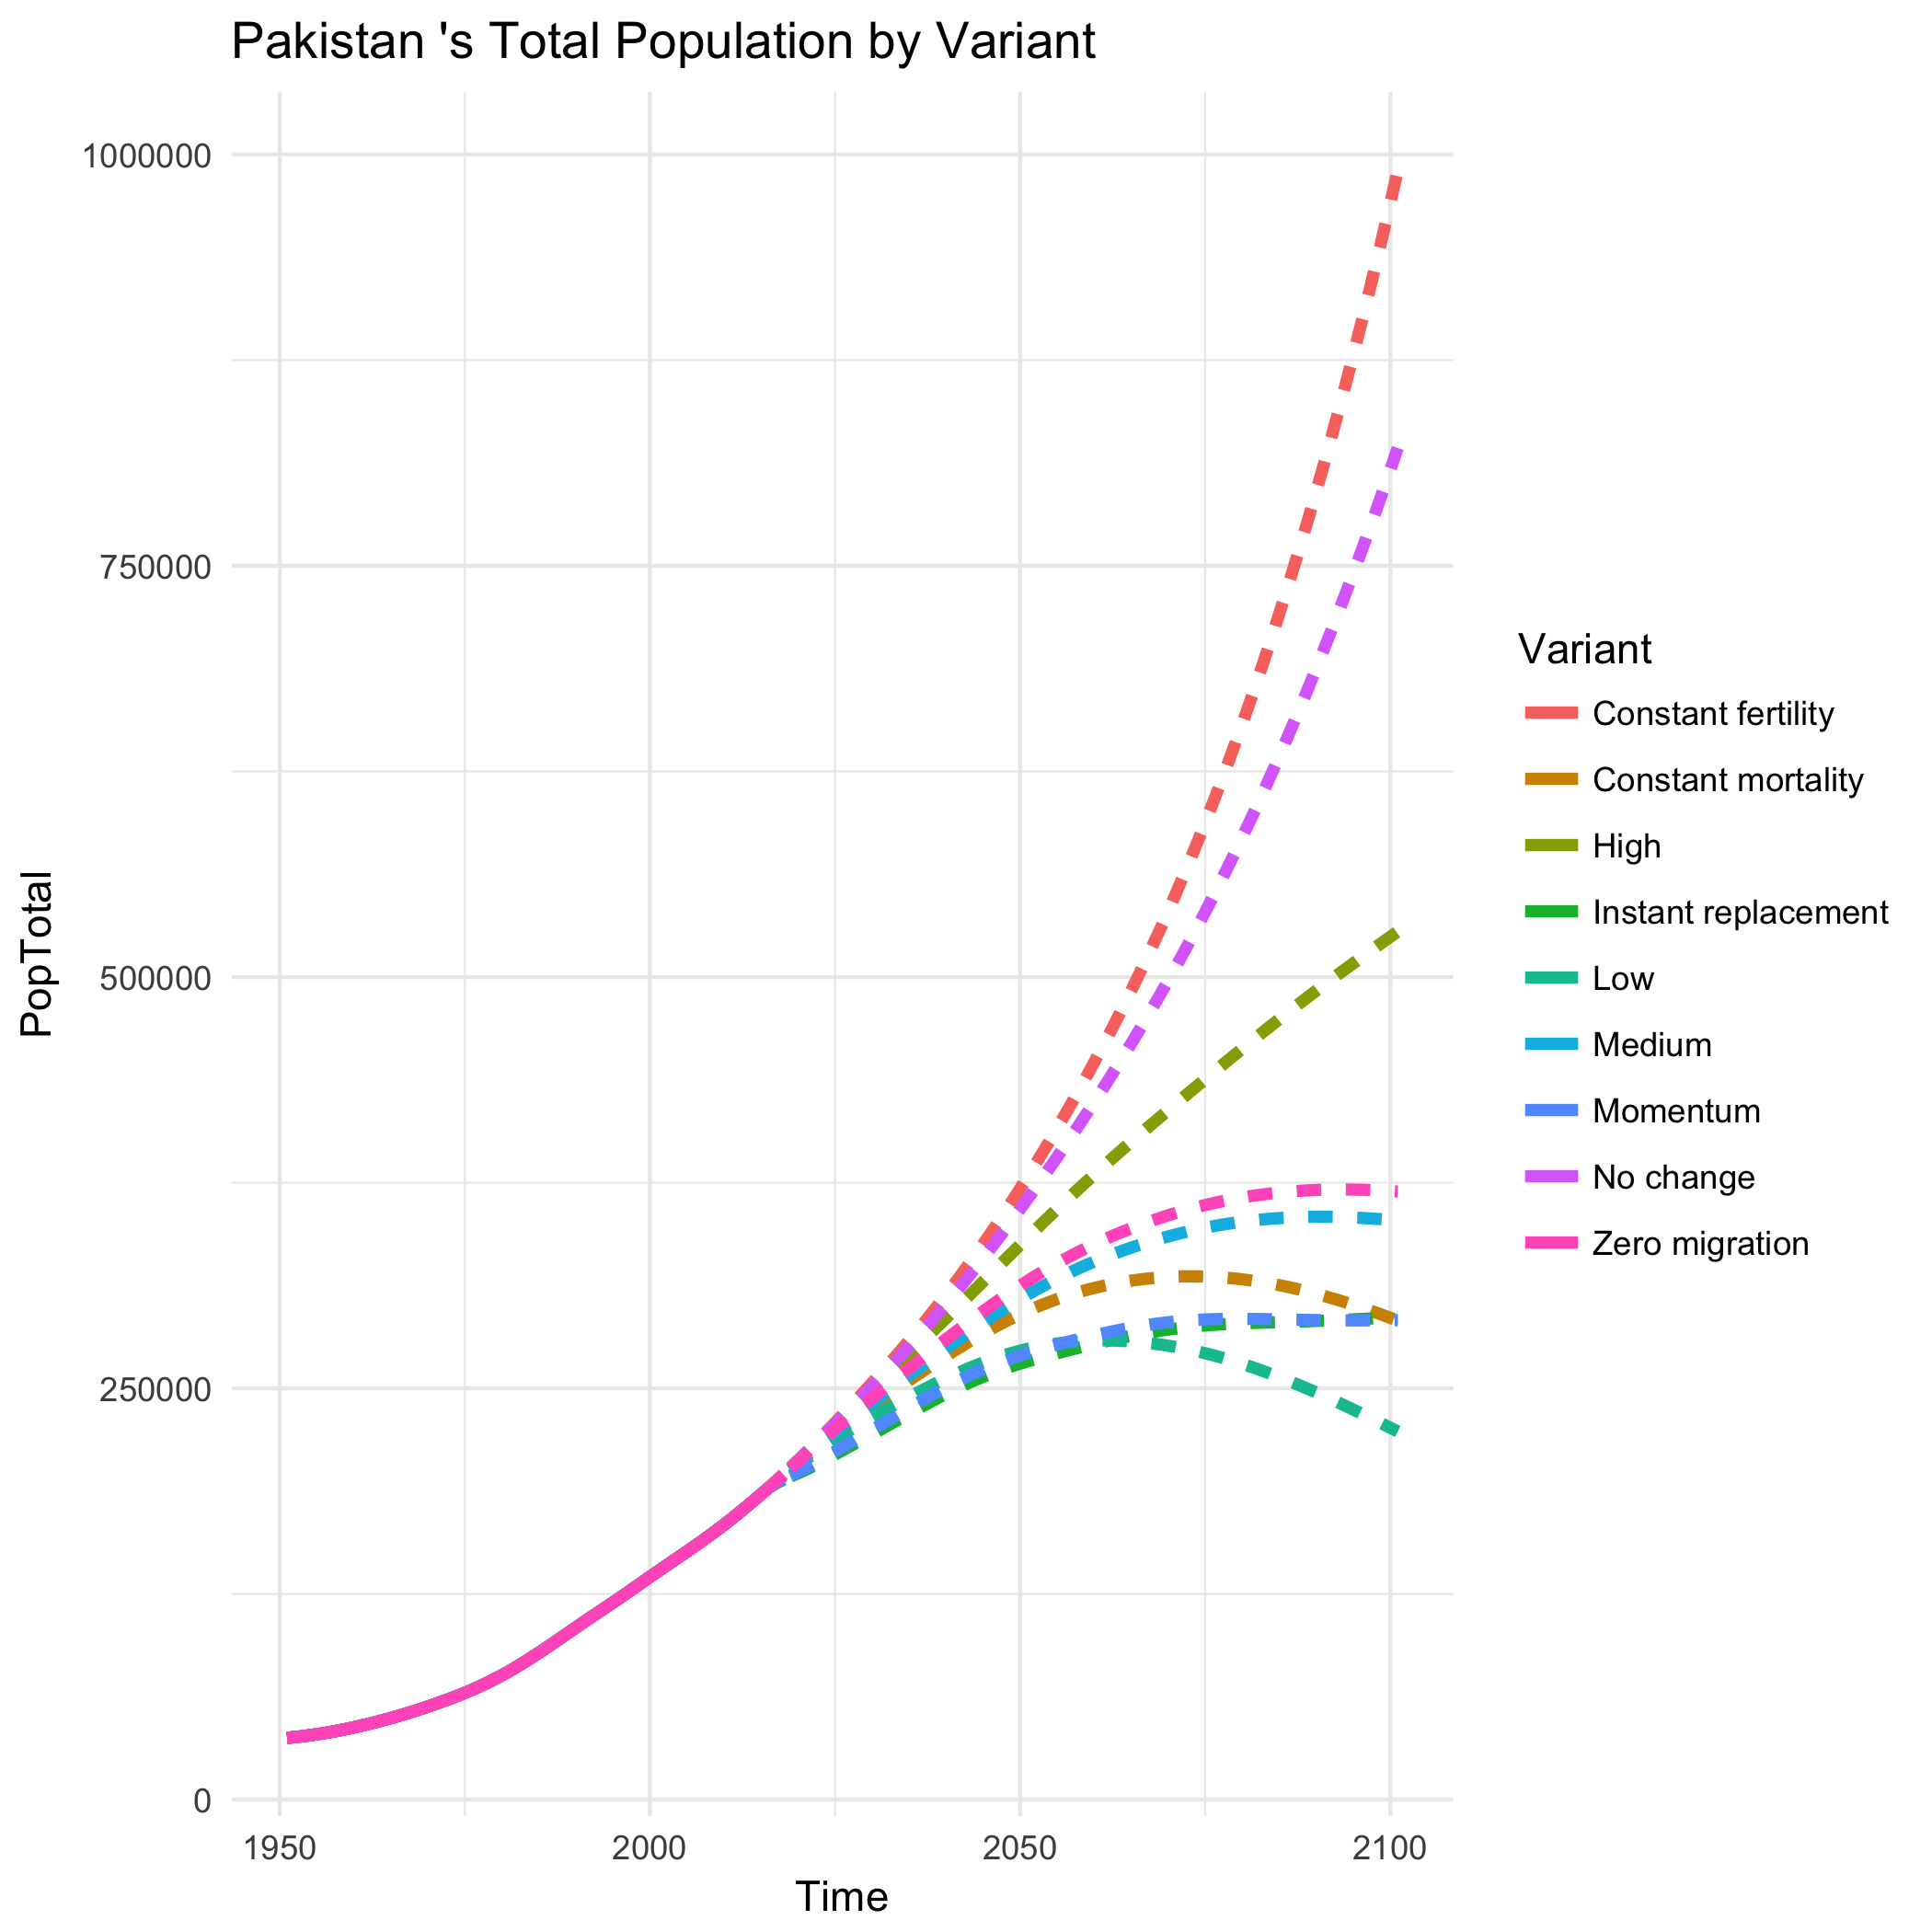 Pakistan 's Total Population by Variant
1000000
750000
500000
250000
0
PopTotal
1950 2000 2050 2100
Time
Variant
Constant fertility
Constant mortality
High
Instant replacement
Low
Medium
Momentum
No change
Zero migration